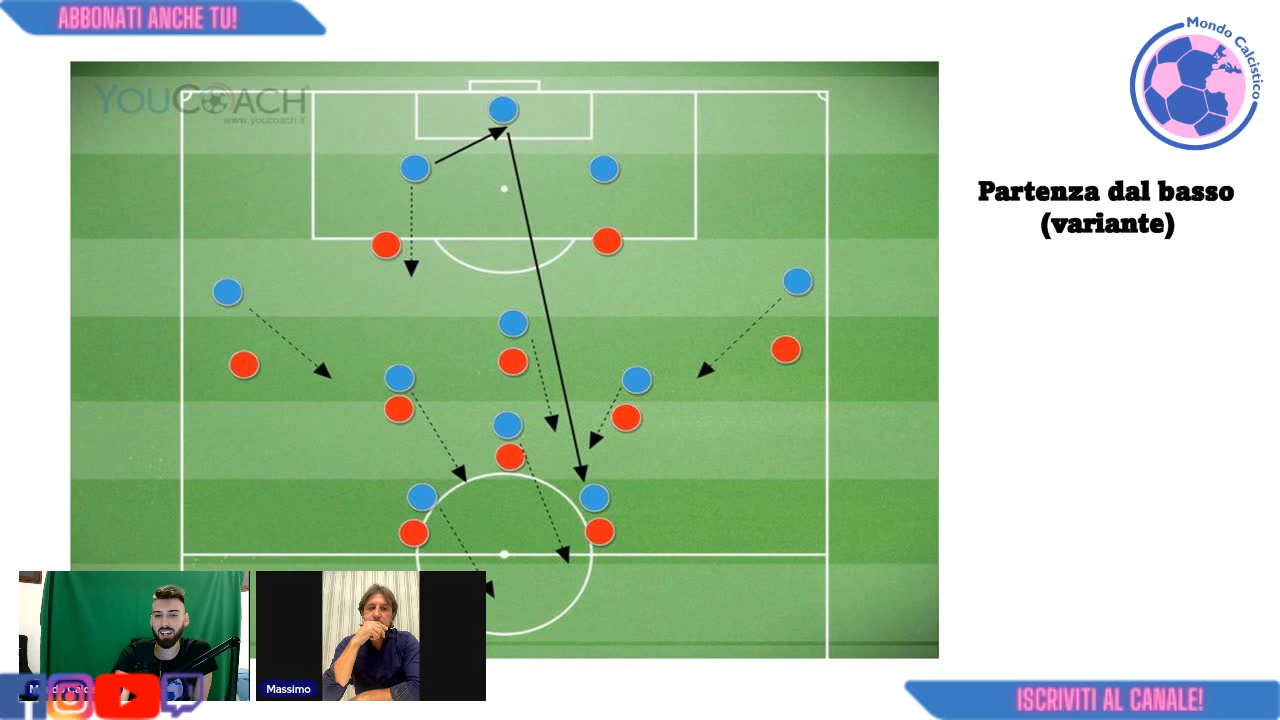 ABBONATI ANCHE TU!
Mondo Calcistico
YOUCOACH
www.youcoach.it
Partenza dal basso
(variante)
Massimo
ISCRIVITI AL CANALE!